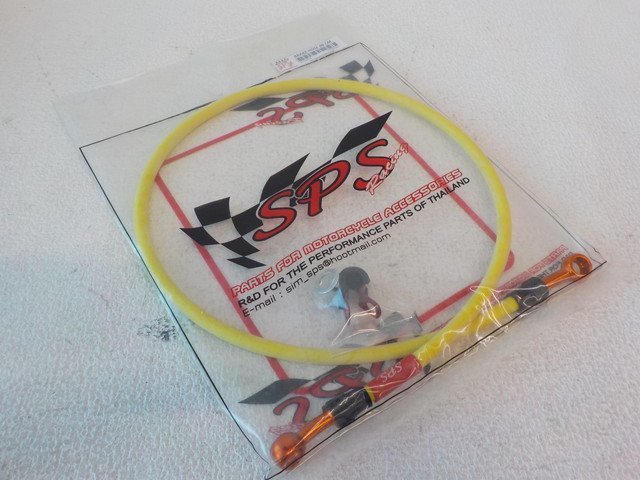 SPS
Racing
PARTS FOR MOTORCYCLE ACCESSORIES
R&D FOR THE PERFORMANCE PARTS OF THAILAND
E-mail : sim_sps@hootmail.com
SPS